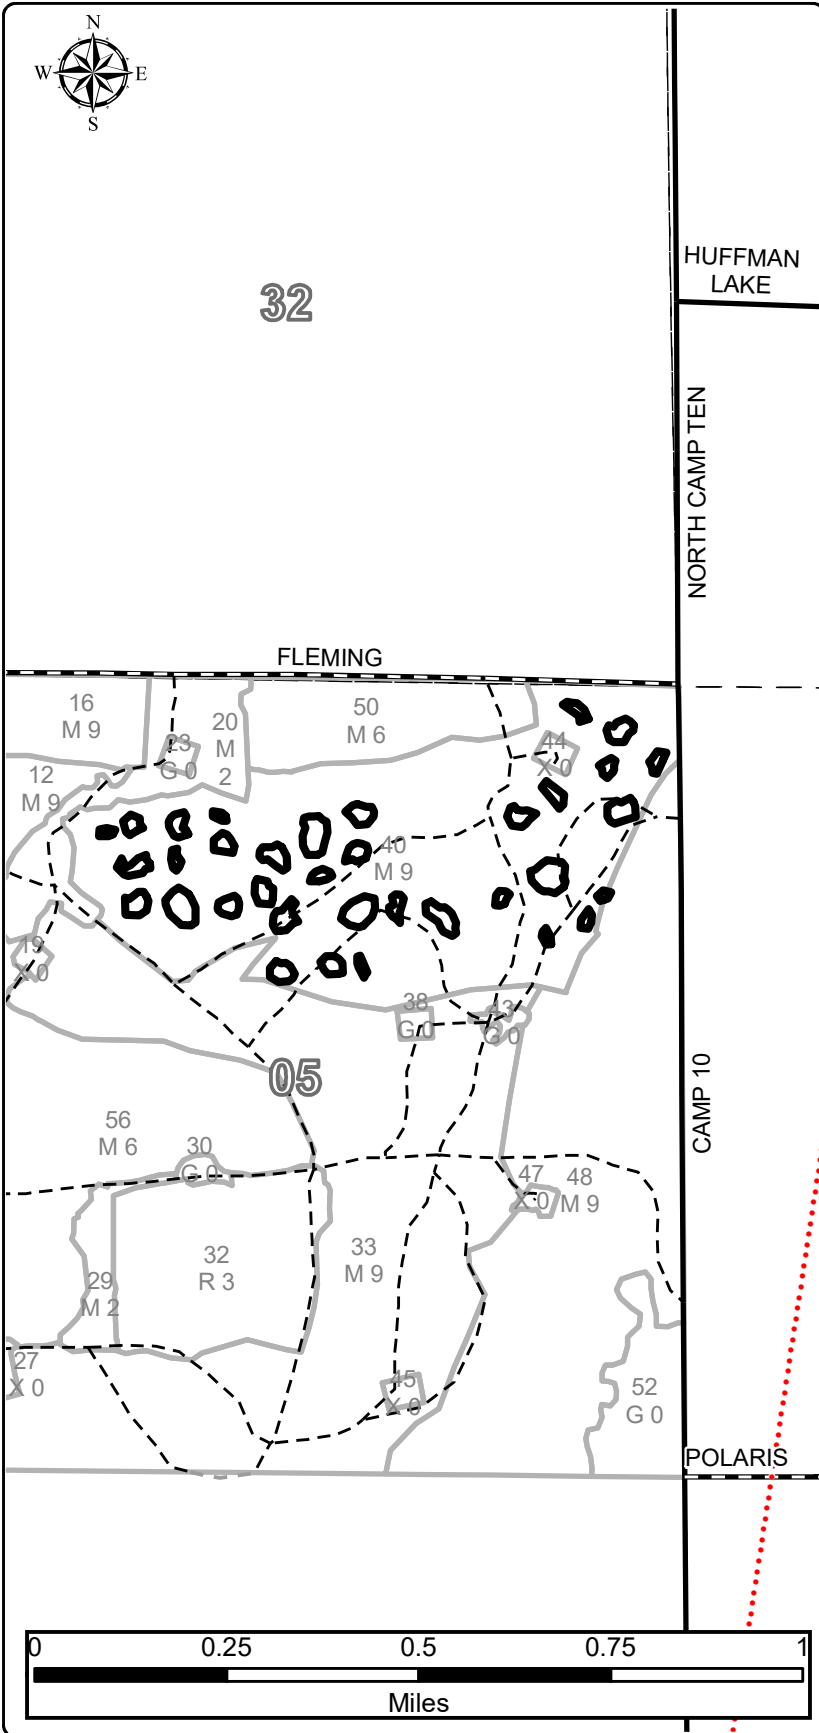 N
W E
S
HUFFMAN
LAKE
32
NORTH CAMP TEN
FLEMING
16
M 9
20
M
2
50
M 6
23
G 0
44
X 0
12
M 9
40
M 9
19
X 0
38
G 0
43
G 0
05
CAMP 10
56
M 6
30
G 0
47
X 0
48
M 9
33
M 9
32
R 3
29
M 2
27
X 0
45
X 0
52
G 0
POLARIS
0 0.25 0.5 0.75 1
Miles